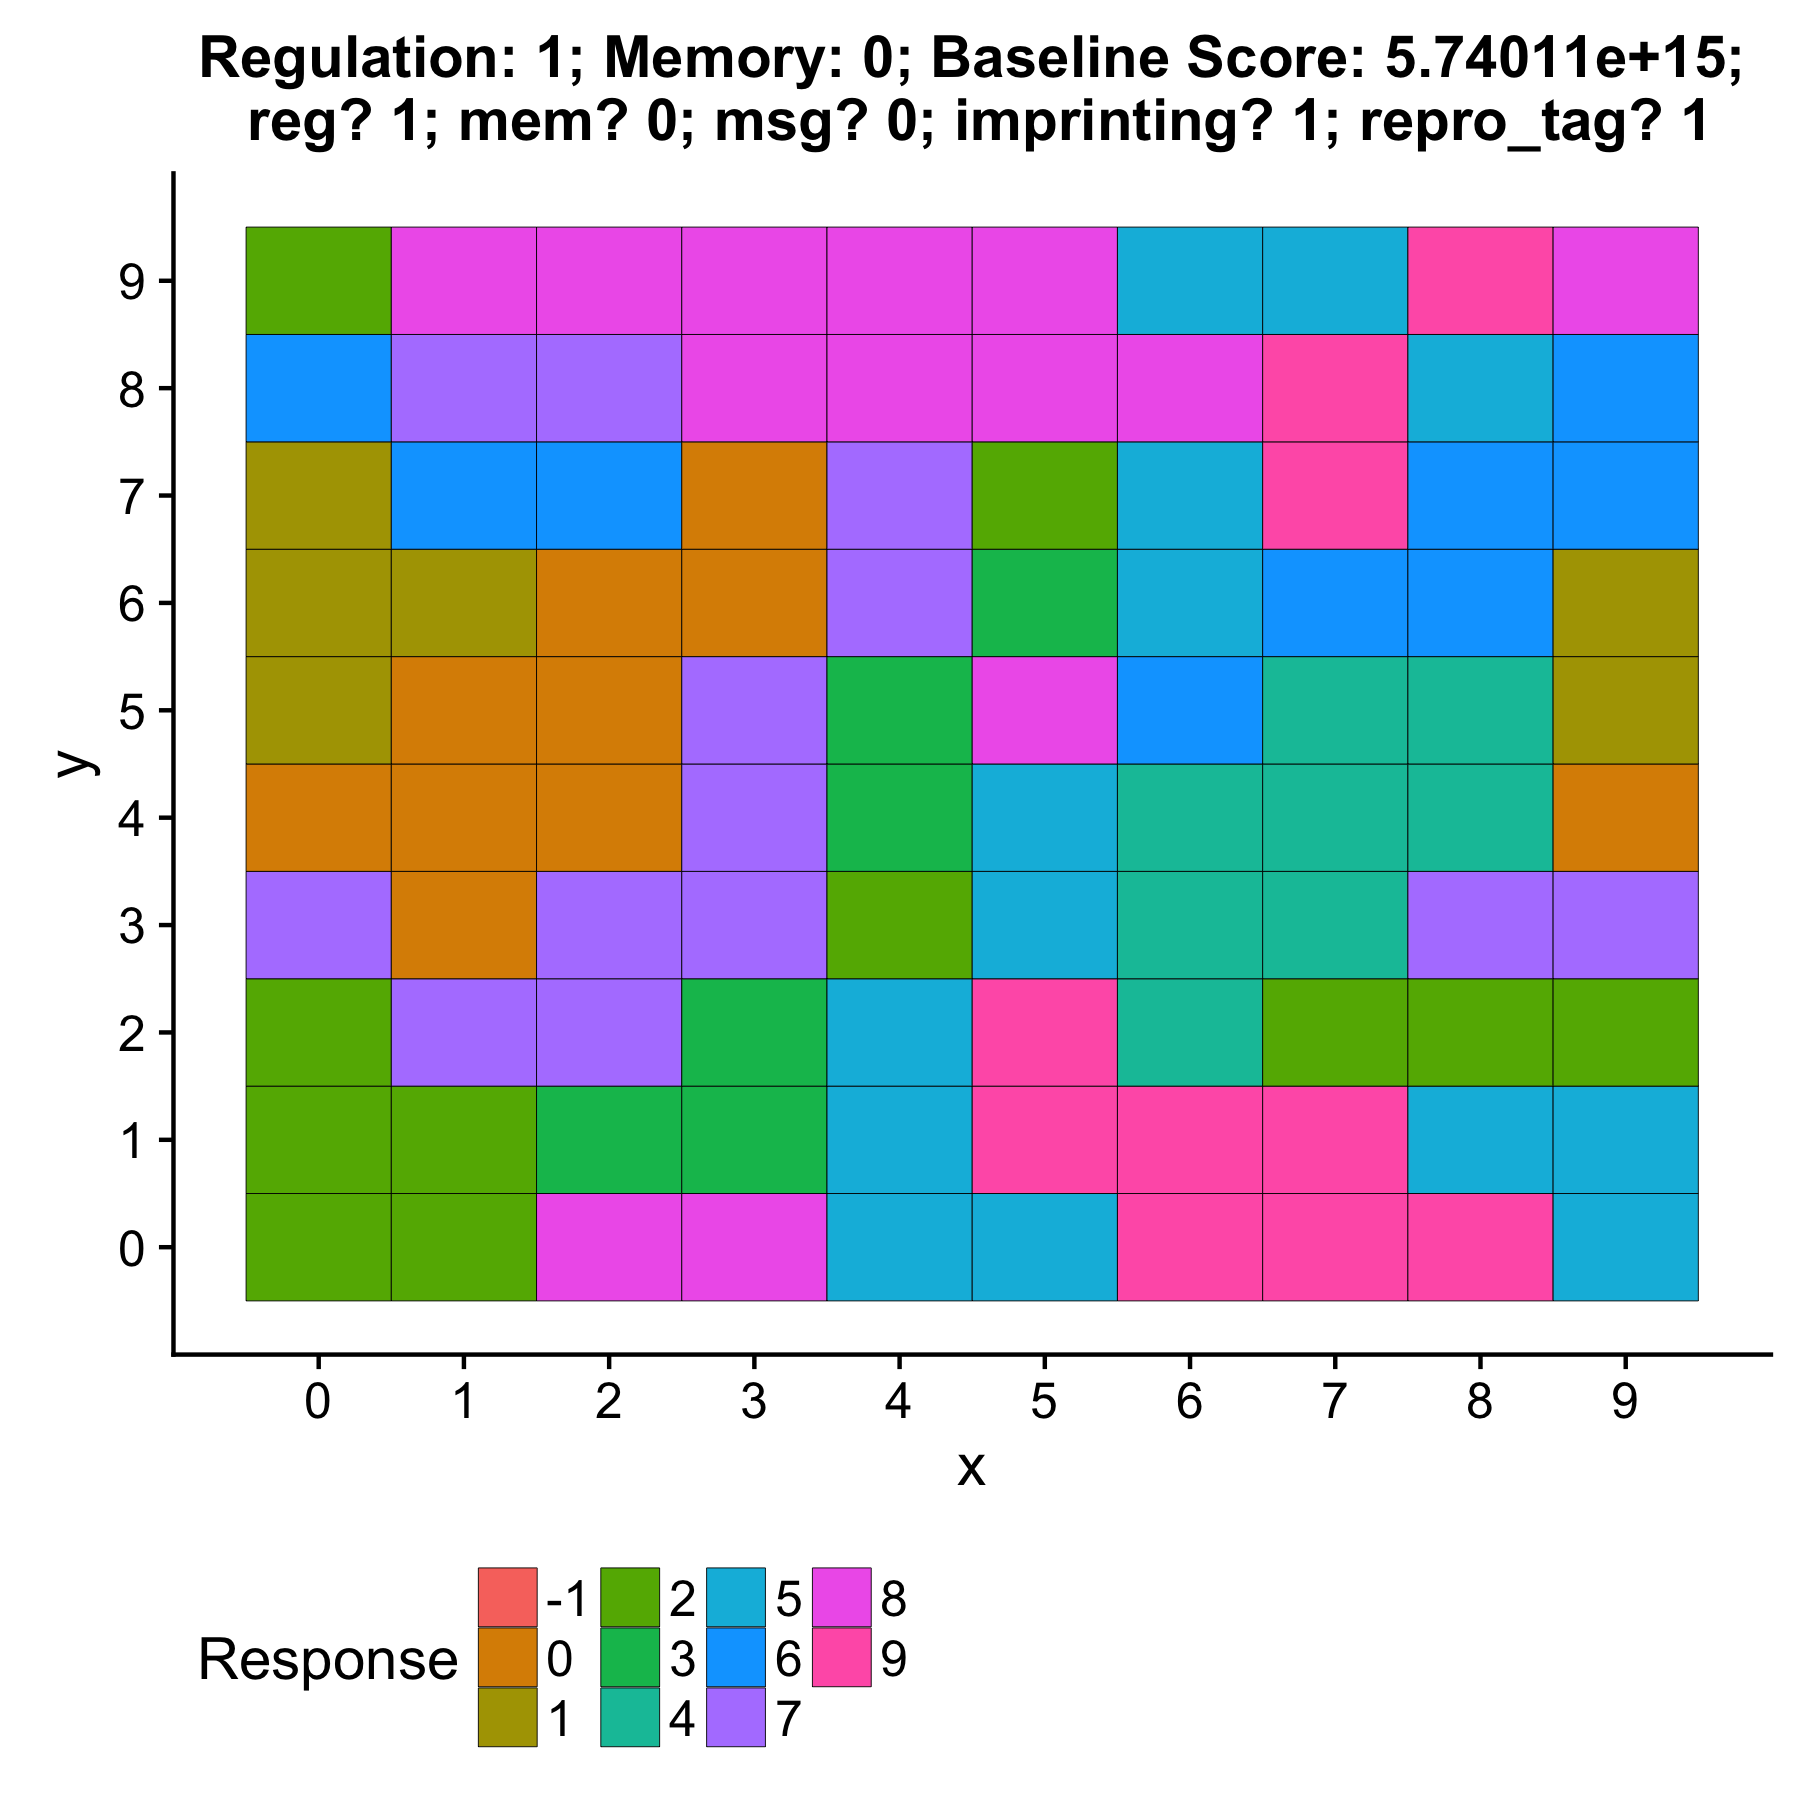 Regulation: 1; Memory: 0; Baseline Score: 5.74011e+15;
reg? 1; mem? 0; msg? 0; imprinting? 1; repro_tag? 1
9
8
7
6
5
4
3
2
1
0
y
0 1 2 3 4 5 6 7 8 9
x
-1 2 5 8
Response 0 3 6 9
1 4 7